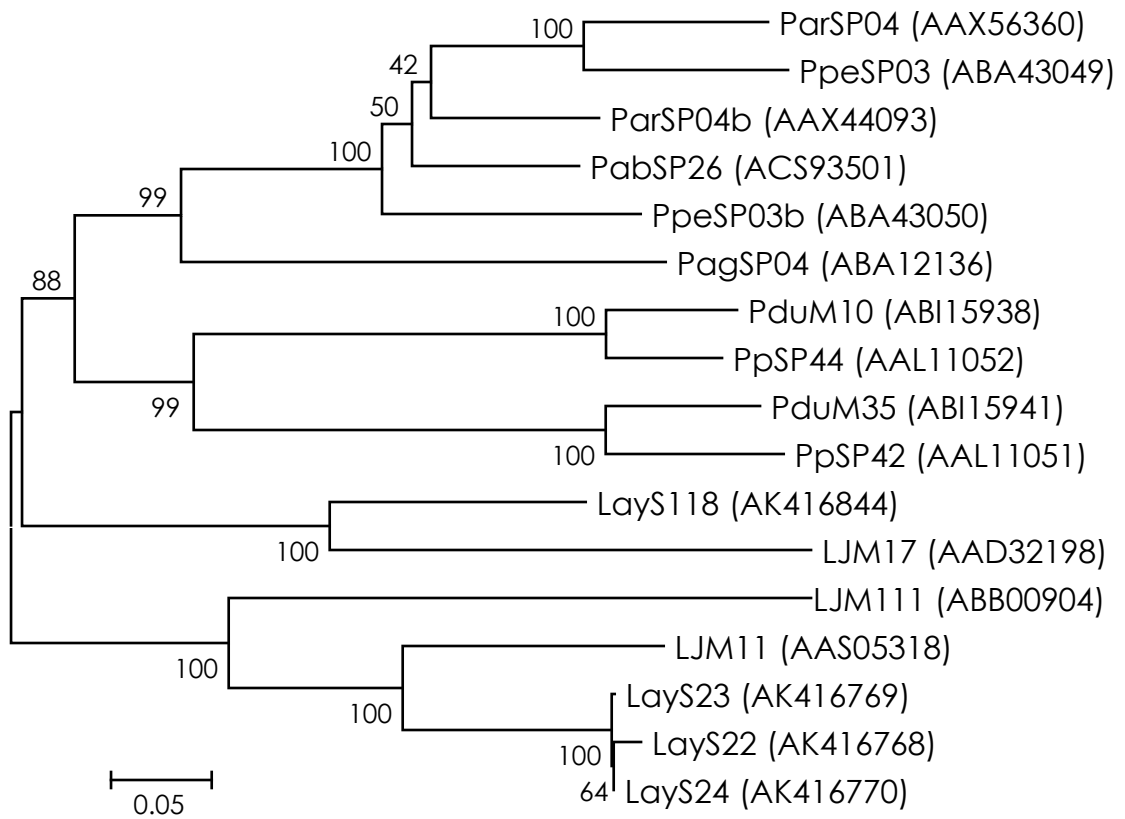 100
ParSP04 (AAX56360)
42
PpeSP03 (ABA43049)
50
ParSP04b (AAX44093)
100
PabSP26 (ACS93501)
99
PpeSP03b (ABA43050)
PagSP04 (ABA12136)
88
100
PduM10 (ABI15938)
PpSP44 (AAL11052)
99
PduM35 (ABI15941)
100
PpSP42 (AAL11051)
LayS118 (AK416844)
100
LJM17 (AAD32198)
LJM111 (ABB00904)
100
LJM11 (AAS05318)
100
LayS23 (AK416769)
100
LayS22 (AK416768)
64
LayS24 (AK416770)
0.05